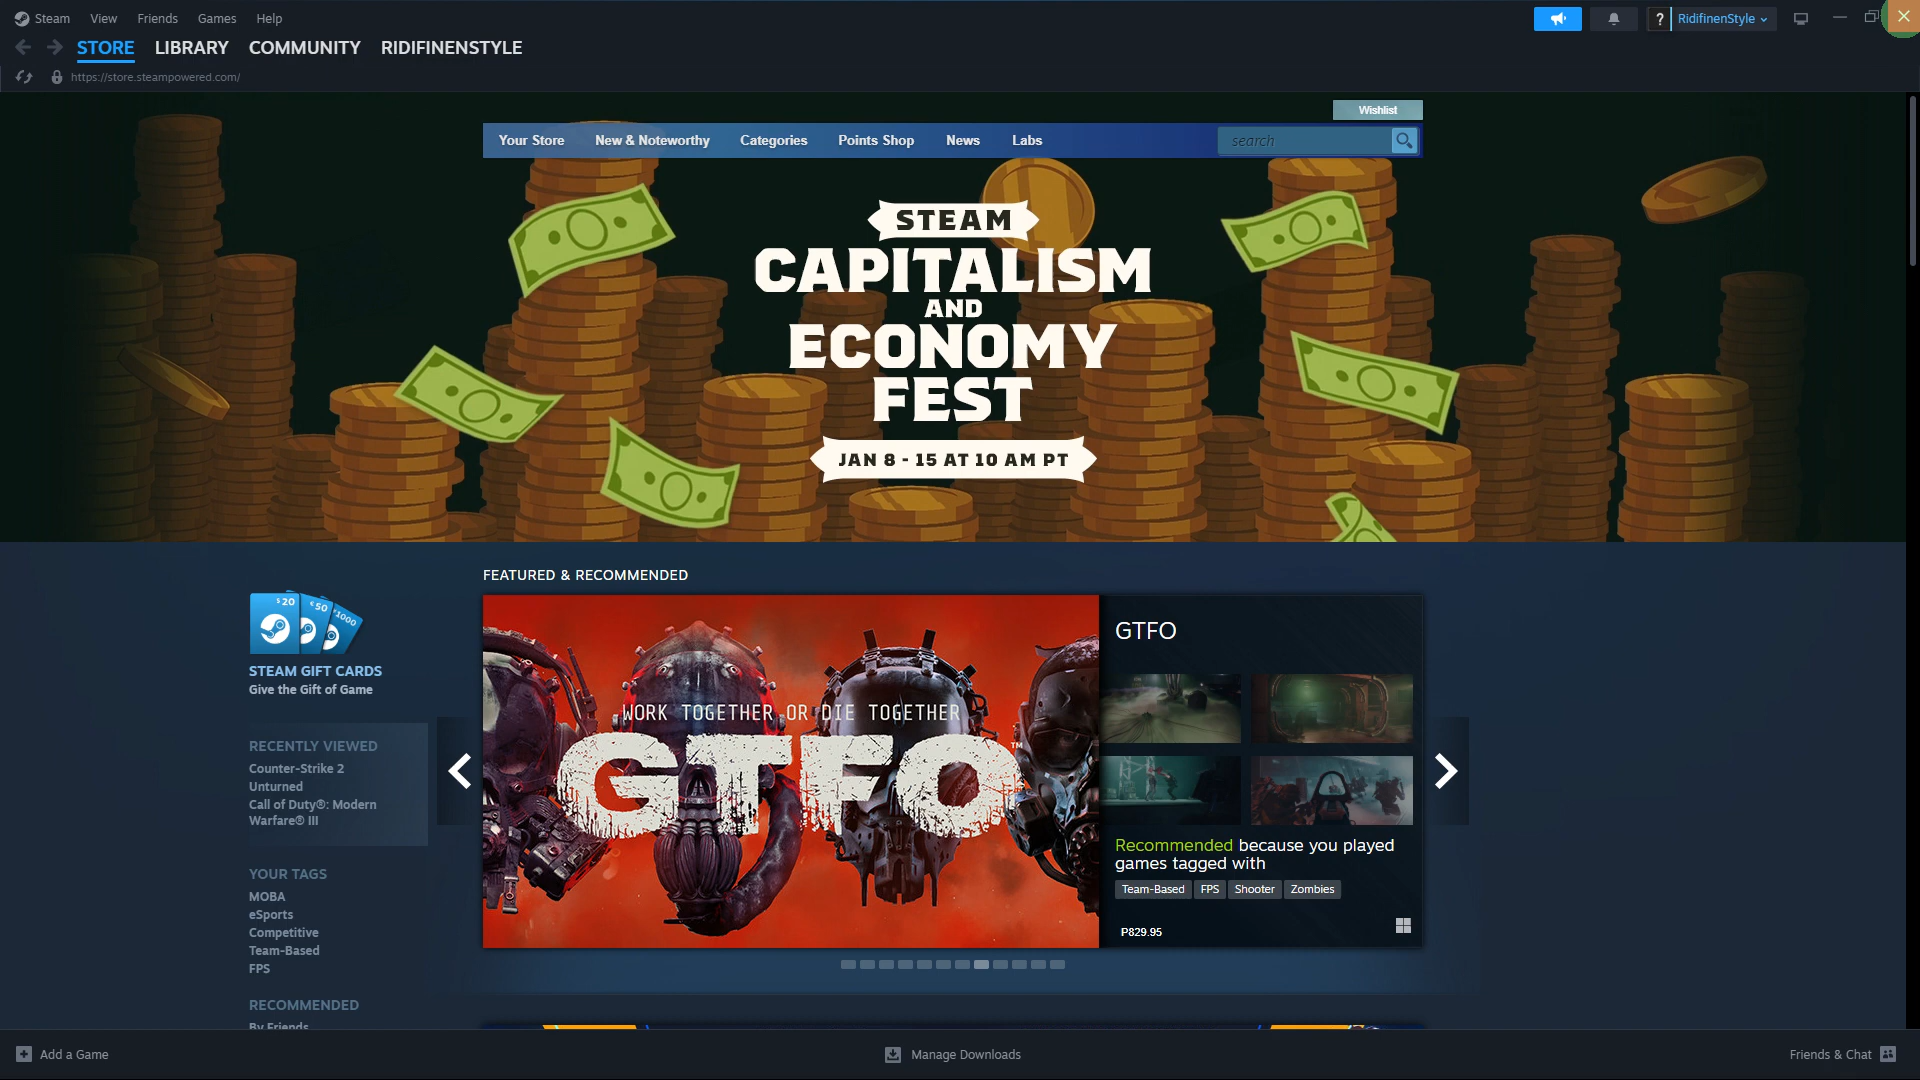 Steam View Friends Games Help
? RidifinenStyle
STORE LIBRARY COMMUNITY RIDIFINENSTYLE
https://store.steampowered.com/
Wishlist
Your Store New & Noteworthy Categories Points Shop News Labs search
STEAM
CAPITALISM
AND
ECONOMY
FEST
JAN 8 - 15 AT 10 AM PT
FEATURED & RECOMMENDED
$20 €50 ¥1000
STEAM GIFT CARDS
Give the Gift of Game
RECENTLY VIEWED
Counter-Strike 2
Unturned
Call of Duty®: Modern
Warfare® III
YOUR TAGS
MOBA
eSports
Competitive
Team-Based
FPS
RECOMMENDED
By Friends
WORK TOGETHER OR DIE TOGETHER
GTFO™
GTFO
Recommended because you played
games tagged with
Team-Based FPS Shooter Zombies
P829.95
Add a Game
Manage Downloads
Friends & Chat